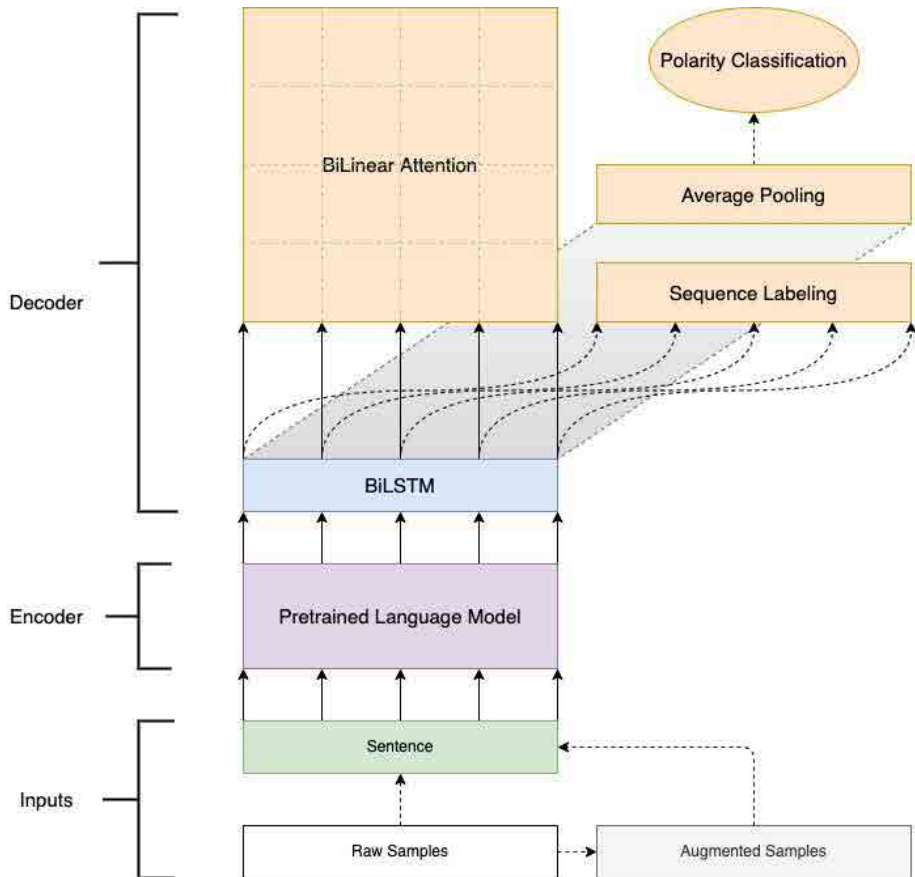 Polarity Classification
BiLinear Attention
Average Pooling
Decoder
Sequence Labeling
BiLSTM
Encoder
Pretrained Language Model
Sentence
Inputs
Raw Samples
Augmented Samples